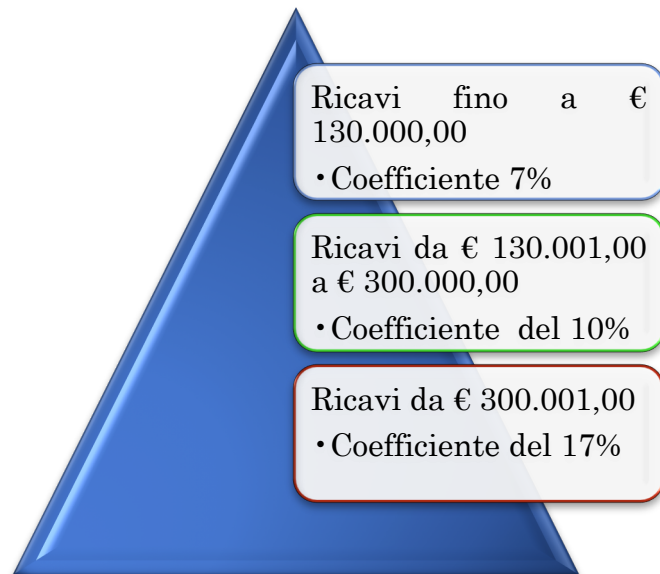 Ricavi fino a €
130.000,00
•Coefficiente 7%
Ricavi da € 130.001,00
a € 300.000,00
•Coefficiente del 10%
Ricavi da € 300.001,00
•Coefficiente del 17%